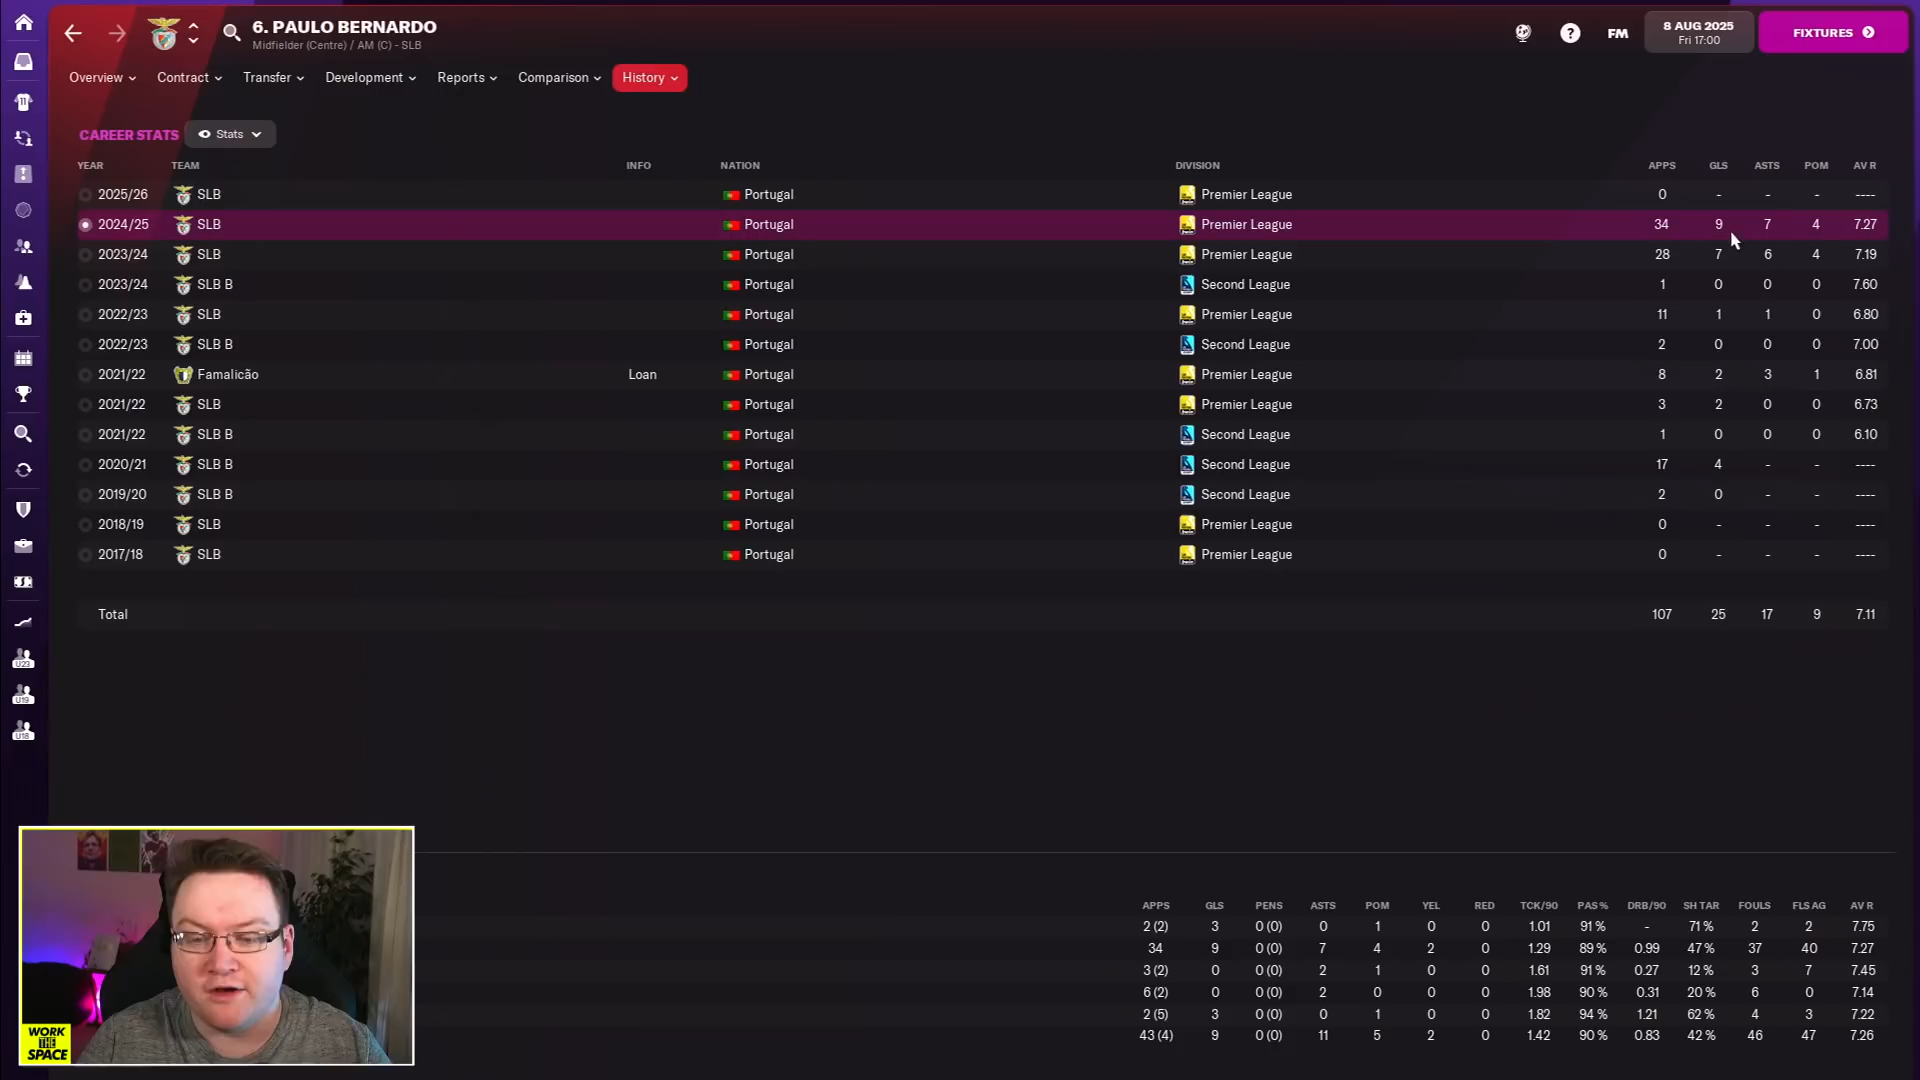 6. PAULO BERNARDO
Midfielder (Centre) / AM (C) - SLB
FM
8 AUG 2025
Fri 17:00
FIXTURES
Overview Contract Transfer Development Reports Comparison History
CAREER STATS Stats
YEAR TEAM INFO NATION DIVISION APPS GLS ASTS POM AV R
2025/26 SLB Portugal Premier League 0 - - - ----
2024/25 SLB Portugal Premier League 34 9 7 4 7.27
2023/24 SLB Portugal Premier League 28 7 6 4 7.19
2023/24 SLB B Portugal Second League 1 0 0 0 7.60
2022/23 SLB Portugal Premier League 11 1 1 0 6.80
2022/23 SLB B Portugal Second League 2 0 0 0 7.00
2021/22 Famalicão Loan Portugal Premier League 8 2 3 1 6.81
2021/22 SLB Portugal Premier League 3 2 0 0 6.73
2021/22 SLB B Portugal Second League 1 0 0 0 6.10
2020/21 SLB B Portugal Second League 17 4 - - ----
2019/20 SLB B Portugal Second League 2 0 - - ----
2018/19 SLB Portugal Premier League 0 - - - ----
2017/18 SLB Portugal Premier League 0 - - - ----
Total 107 25 17 9 7.11
U23
U19
U18
APPS GLS PENS ASTS POM YEL RED TCK/90 PAS % DRB/90 SH TAR FOULS FLS AG AV R
2 (2) 3 0 (0) 0 1 0 0 1.01 91 % - 71 % 2 2 7.75
34 9 0 (0) 7 4 2 0 1.29 89 % 0.99 47 % 37 40 7.27
3 (2) 0 0 (0) 2 1 0 0 1.61 91 % 0.27 12 % 3 7 7.45
6 (2) 0 0 (0) 2 0 0 0 1.98 90 % 0.31 20 % 6 0 7.14
2 (5) 3 0 (0) 0 1 0 0 1.82 94 % 1.21 62 % 4 3 7.22
43 (4) 9 0 (0) 11 5 2 0 1.42 90 % 0.83 42 % 46 47 7.26
WORK
THE
SPACE